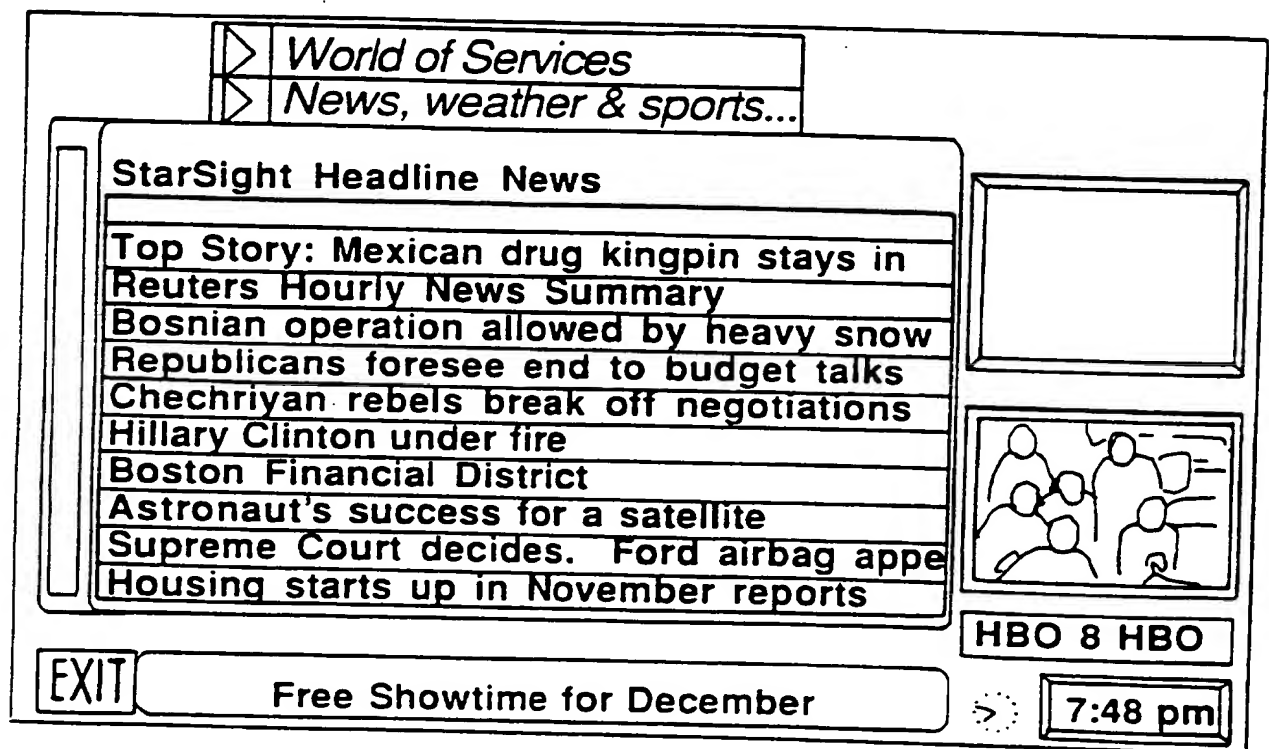 World of Services
News, weather & sports...
StarSight Headline News
Top Story: Mexican drug kingpin stays in
Reuters Hourly News Summary
Bosnian operation allowed by heavy snow
Republicans foresee end to budget talks
Chechriyan rebels break off negotiations
Hillary Clinton under fire
Boston Financial District
Astronaut's success for a satellite
Supreme Court decides. Ford airbag appe
Housing starts up in November reports
HBO 8 HBO
EXIT
Free Showtime for December
7:48 pm